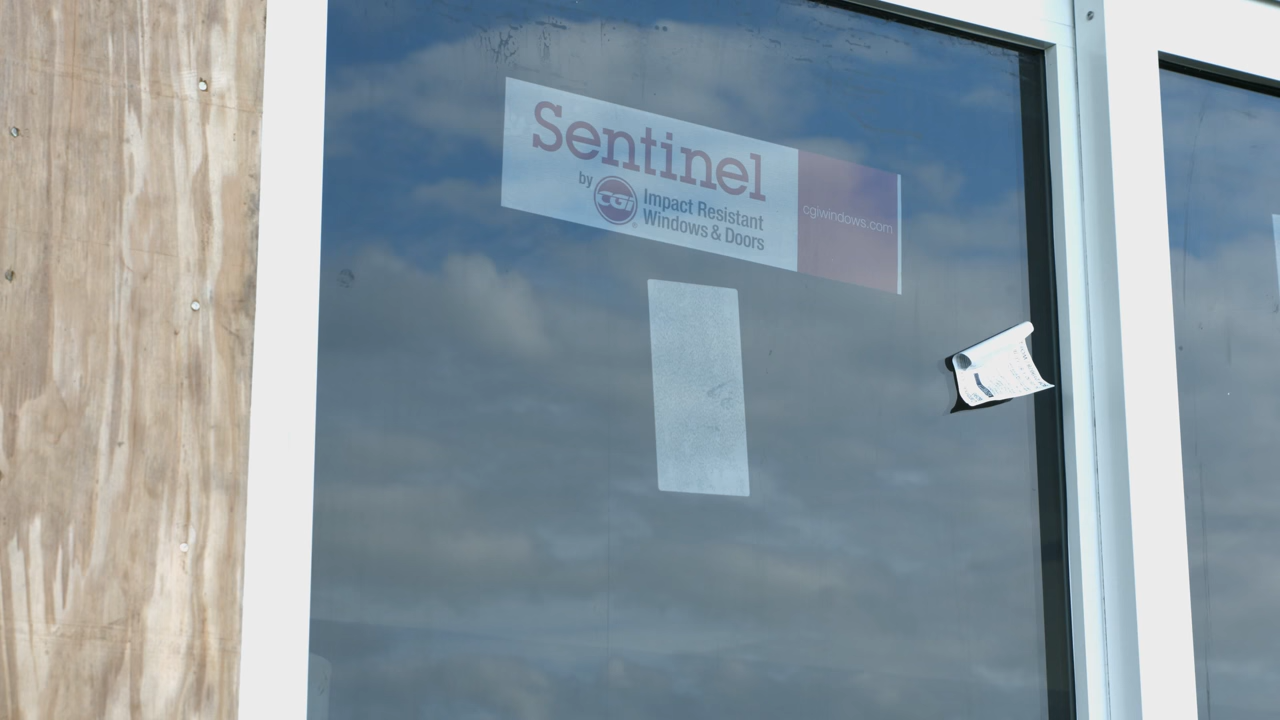 Sentinel
by CGI
Impact Resistant
Windows & Doors
cgiwindows.com